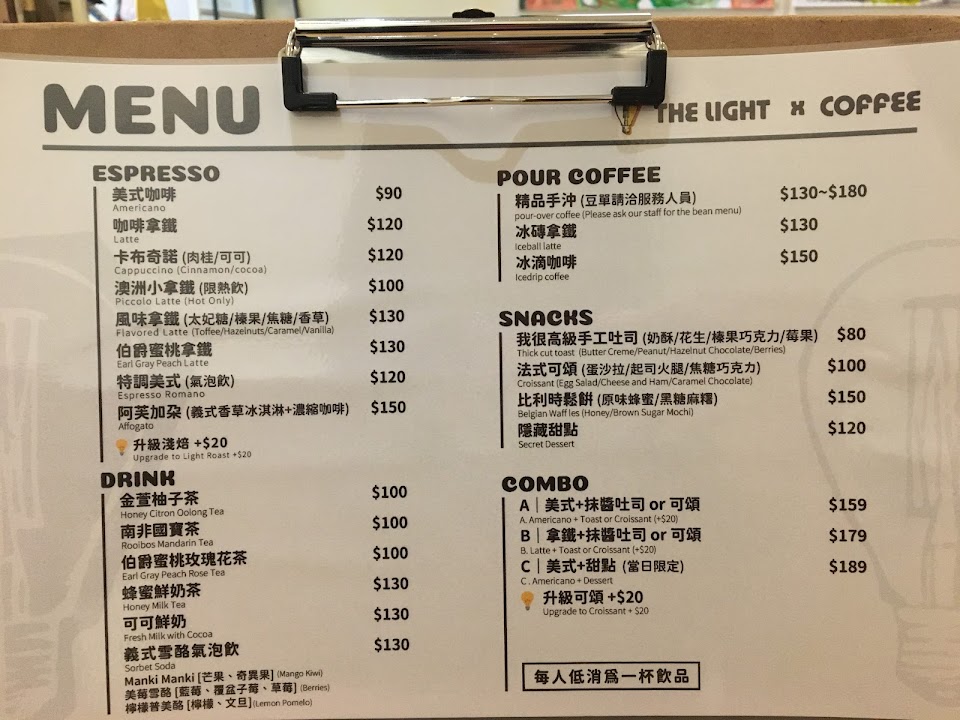 MENU
THE LIGHT x COFFEE
ESPRESSO
美式咖啡 $90
Americano
咖啡拿鐵 $120
Latte
卡布奇諾 (肉桂/可可) $120
Cappuccino (Cinnamon/cocoa)
澳洲小拿鐵 (限熱飲) $100
Piccolo Latte (Hot Only)
風味拿鐵 (太妃糖/榛果/焦糖/香草) $130
Flavored Latte (Toffee/Hazelnuts/Caramel/Vanilla)
伯爵蜜桃拿鐵 $130
Earl Gray Peach Latte
特調美式 (氣泡飲) $120
Espresso Romano
阿芙加朶 (義式香草冰淇淋+濃縮咖啡) $150
Affogato
升級淺焙 +$20
Upgrade to Light Roast +$20
DRINK
金萱柚子茶 $100
Honey Citron Oolong Tea
南非國寶茶 $100
Rooibos Mandarin Tea
伯爵蜜桃玫瑰花茶 $100
Earl Gray Peach Rose Tea
蜂蜜鮮奶茶 $130
Honey Milk Tea
可可鮮奶 $130
Fresh Milk with Cocoa
義式雪酪氣泡飲 $130
Sorbet Soda
Manki Manki [芒果、奇異果] (Mango Kiwi)
美莓雪酪 [藍莓、覆盆子莓、草莓] (Berries)
檸檬普美酪 [檸檬、文旦] (Lemon Pomelo)
POUR COFFEE
精品手沖 (豆單請洽服務人員) $130~$180
pour-over coffee (Please ask our staff for the bean menu)
冰磚拿鐵 $130
Iceball latte
冰滴咖啡 $150
Icedrip coffee
SNACKS
我很高級手工吐司 (奶酥/花生/榛果巧克力/莓果) $80
Thick cut toast (Butter Creme/Peanut/Hazelnut Chocolate/Berries)
法式可頌 (蛋沙拉/起司火腿/焦糖巧克力) $100
Croissant (Egg Salad/Cheese and Ham/Caramel Chocolate)
比利時鬆餅 (原味蜂蜜/黑糖麻糬) $150
Belgian Waffles (Honey/Brown Sugar Mochi)
隱藏甜點 $120
Secret Dessert
COMBO
A｜美式+抹醬吐司 or 可頌 $159
A. Americano + Toast or Croissant (+$20)
B｜拿鐵+抹醬吐司 or 可頌 $179
B. Latte + Toast or Croissant (+$20)
C｜美式+甜點 (當日限定) $189
C. Americano + Dessert
升級可頌 +$20
Upgrade to Croissant + $20
每人低消爲一杯飲品